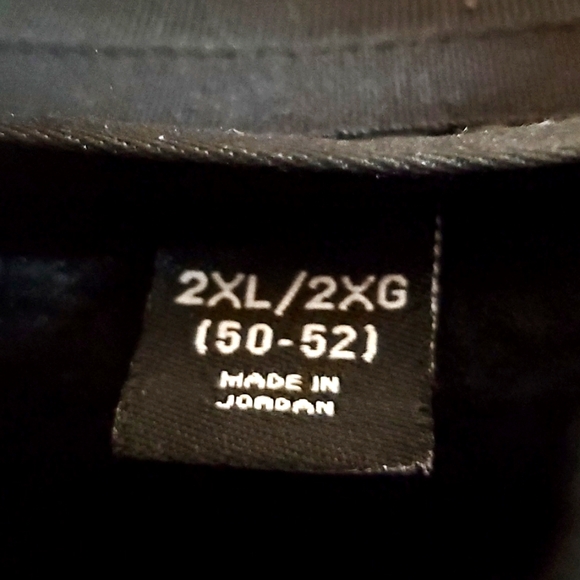 2XL/2XG
(50-52)
MADE IN
JORDAN